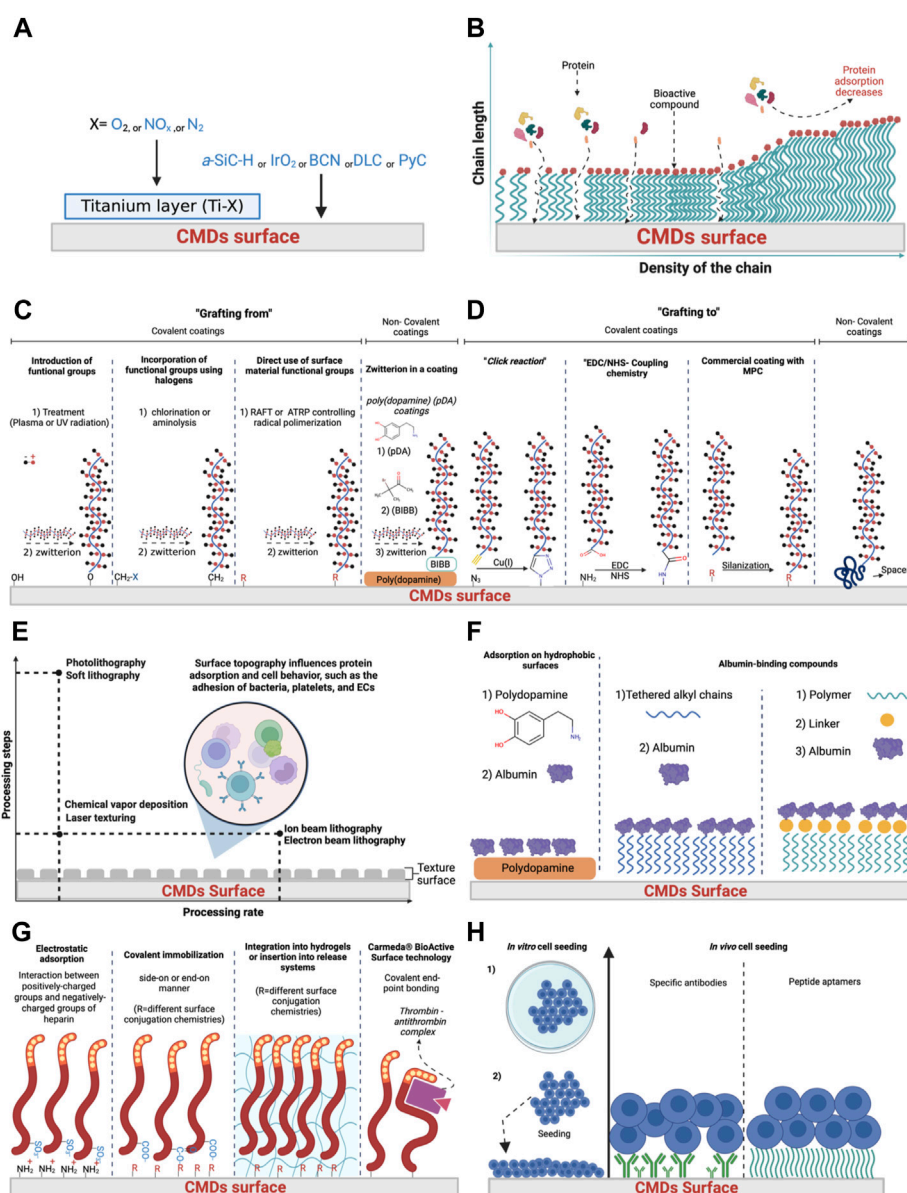 A
X= O2, or NOx, or N2
a-SiC-H or IrO2 or BCN orDLC or PyC
Titanium layer (Ti-X)
CMDs surface
B
Chain length
Protein
Bioactive
compound
Protein
adsorption
decreases
CMDs surface
Density of the chain
C
"Grafting from"
Covalent coatings
Non- Covalent
coatings
Introduction of
funtional groups
1) Treatment
(Plasma or UV radiation)
- +
2) zwitterion
OH
O
Incorporation of
functional groups using
halogens
1) chlorination or
aminolysis
2) zwitterion
CH2-X
CH2
Direct use of surface
material functional groups
1) RAFT or ATRP controlling
radical polimerization
2) zwitterion
R
R
Zwitterion in a coating
poly(dopamine) (pDA)
coatings
1) (pDA)
2) (BIBB)
3) zwitterion
BIBB
Poly(dopamine)
D
"Grafting to"
Covalent coatings
Non- Covalent
coatings
"Click reaction"
Cu(I)
N3
"EDC/NHS- Coupling
chemistry
NH2
EDC
NHS
Commercial coating with
MPC
R
Silanization
R
Space
CMDs surface
E
Processing steps
Photolithography
Soft lithography
Surface topography influences protein
adsorption and cell behavior, such as the
adhesion of bacteria, platelets, and ECs
Chemical vapor deposition
Laser texturing
Ion beam lithography
Electron beam lithography
Texture
surface
CMDs Surface
Processing rate
F
Adsorption on hydrophobic
surfaces
Albumin-binding compounds
1) Polydopamine
HO
HO
NH2
2) Albumin
Polydopamine
1)Tethered alkyl chains
2) Albumin
1) Polymer
2) Linker
3) Albumin
CMDs Surface
G
Electrostatic
adsorption
Interaction between
positively-charged
groups and negatively-
charged groups of
heparin
SO3- SO3- SO3-
+ + + +
NH2 NH2 NH2 NH2
Covalent immobilization
side-on or end-on
manner
(R=different surface
conjugation chemistries)
COO- C-O COO-
R R R R
Integration into hydrogels
or insertion into release
systems
(R=different surface
conjugation
chemistries)
R R R R R
Carmeda® BioActive
Surface technology
Covalent end-
point bonding
Thrombin -
antithrombin
complex
CMDs surface
H
In vitro cell seeding
1)
2)
Seeding
In vivo cell seeding
Specific antibodies
Peptide aptamers
CMDs Surface